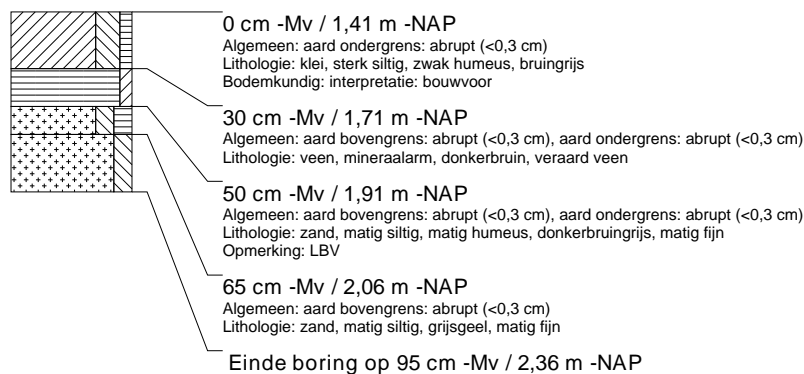 0 cm -Mv / 1,41 m -NAP
Algemeen: aard ondergrens: abrupt (<0,3 cm)
Lithologie: klei, sterk siltig, zwak humeus, bruingrijs
Bodemkundig: interpretatie: bouwvoor
30 cm -Mv / 1,71 m -NAP
Algemeen: aard bovengrens: abrupt (<0,3 cm), aard ondergrens: abrupt (<0,3 cm)
Lithologie: veen, mineraalarm, donkerbruin, veraard veen
50 cm -Mv / 1,91 m -NAP
Algemeen: aard bovengrens: abrupt (<0,3 cm), aard ondergrens: abrupt (<0,3 cm)
Lithologie: zand, matig siltig, matig humeus, donkerbruingrijs, matig fijn
Opmerking: LBV
65 cm -Mv / 2,06 m -NAP
Algemeen: aard bovengrens: abrupt (<0,3 cm)
Lithologie: zand, matig siltig, grijsgeel, matig fijn
Einde boring op 95 cm -Mv / 2,36 m -NAP